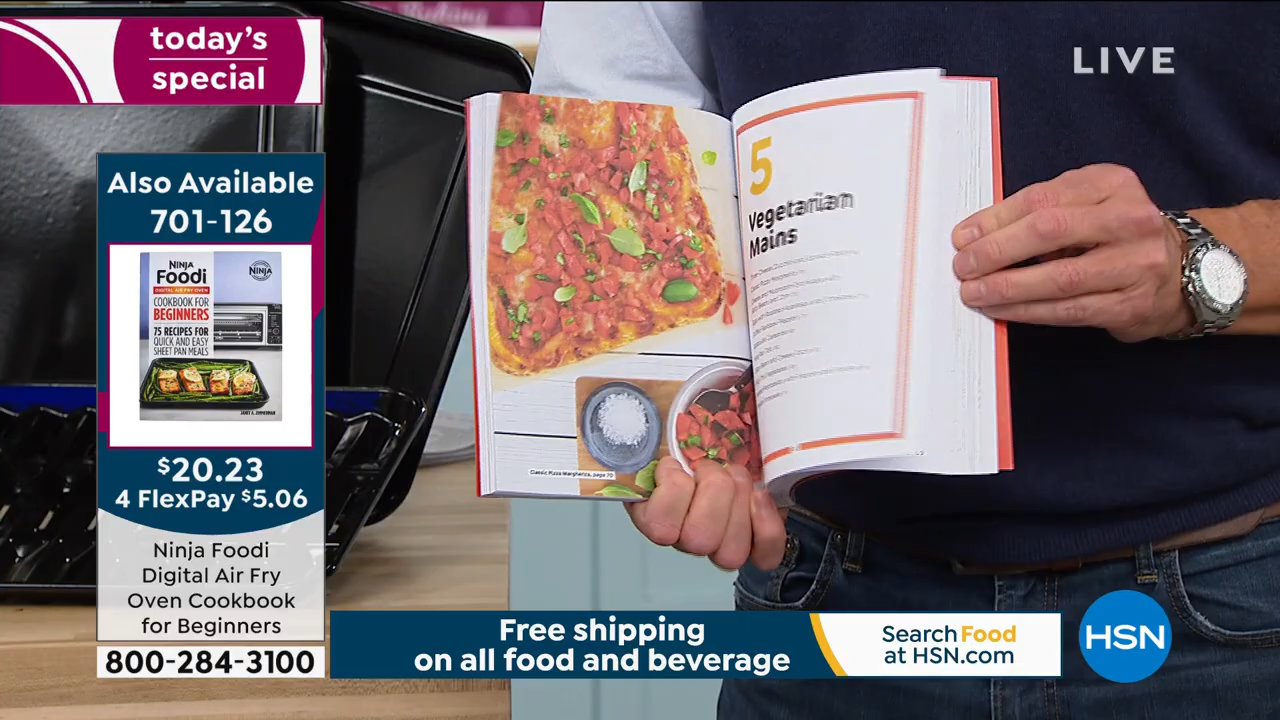 today's
special
Also Available
701-126
NINJA
Foodi
DIGITAL AIR FRY OVEN
COOKBOOK FOR
BEGINNERS
75 RECIPES FOR
QUICK AND EASY
SHEET PAN MEALS
NINJA
JANET A. ZIMMERMAN
$20.23
4 FlexPay $5.06
Ninja Foodi
Digital Air Fry
Oven Cookbook
for Beginners
800-284-3100
LIVE
5
Vegetarian
Mains
Classic Pizza Margherita, page 70
Free shipping
on all food and beverage
Search Food
at HSN.com
HSN